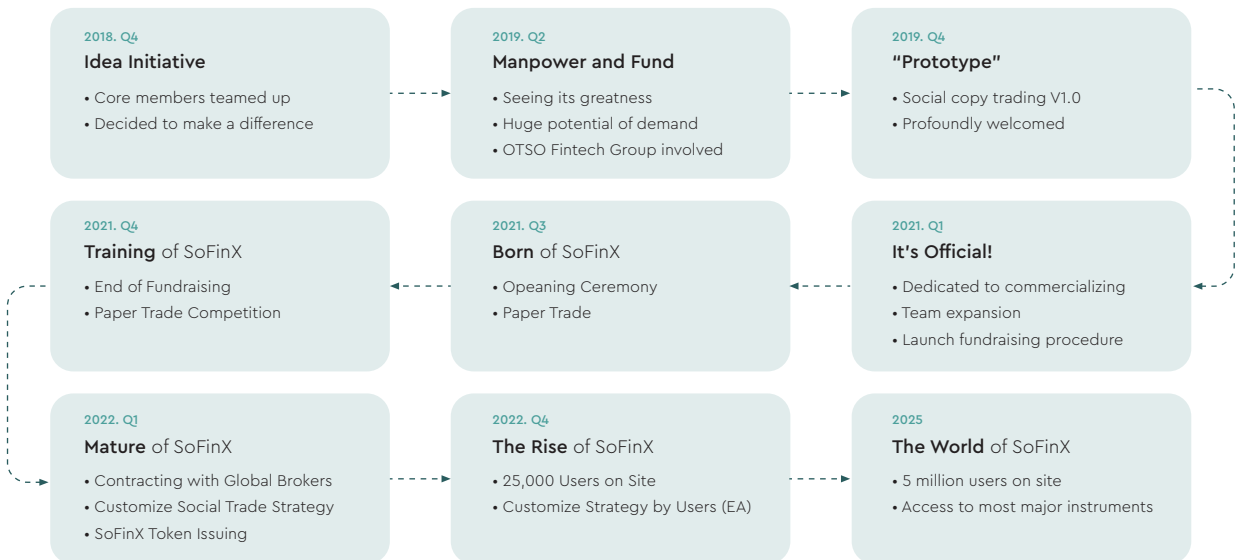 2018. Q4
Idea Initiative
• Core members teamed up
• Decided to make a difference
2019. Q2
Manpower and Fund
• Seeing its greatness
• Huge potential of demand
• OTSO Fintech Group involved
2019. Q4
“Prototype”
• Social copy trading V1.0
• Profoundly welcomed
2021. Q1
It's Official!
• Dedicated to commercializing
• Team expansion
• Launch fundraising procedure
2021. Q3
Born of SoFinX
• Opeaning Ceremony
• Paper Trade
2021. Q4
Training of SoFinX
• End of Fundraising
• Paper Trade Competition
2022. Q1
Mature of SoFinX
• Contracting with Global Brokers
• Customize Social Trade Strategy
• SoFinX Token Issuing
2022. Q4
The Rise of SoFinX
• 25,000 Users on Site
• Customize Strategy by Users (EA)
2025
The World of SoFinX
• 5 million users on site
• Access to most major instruments